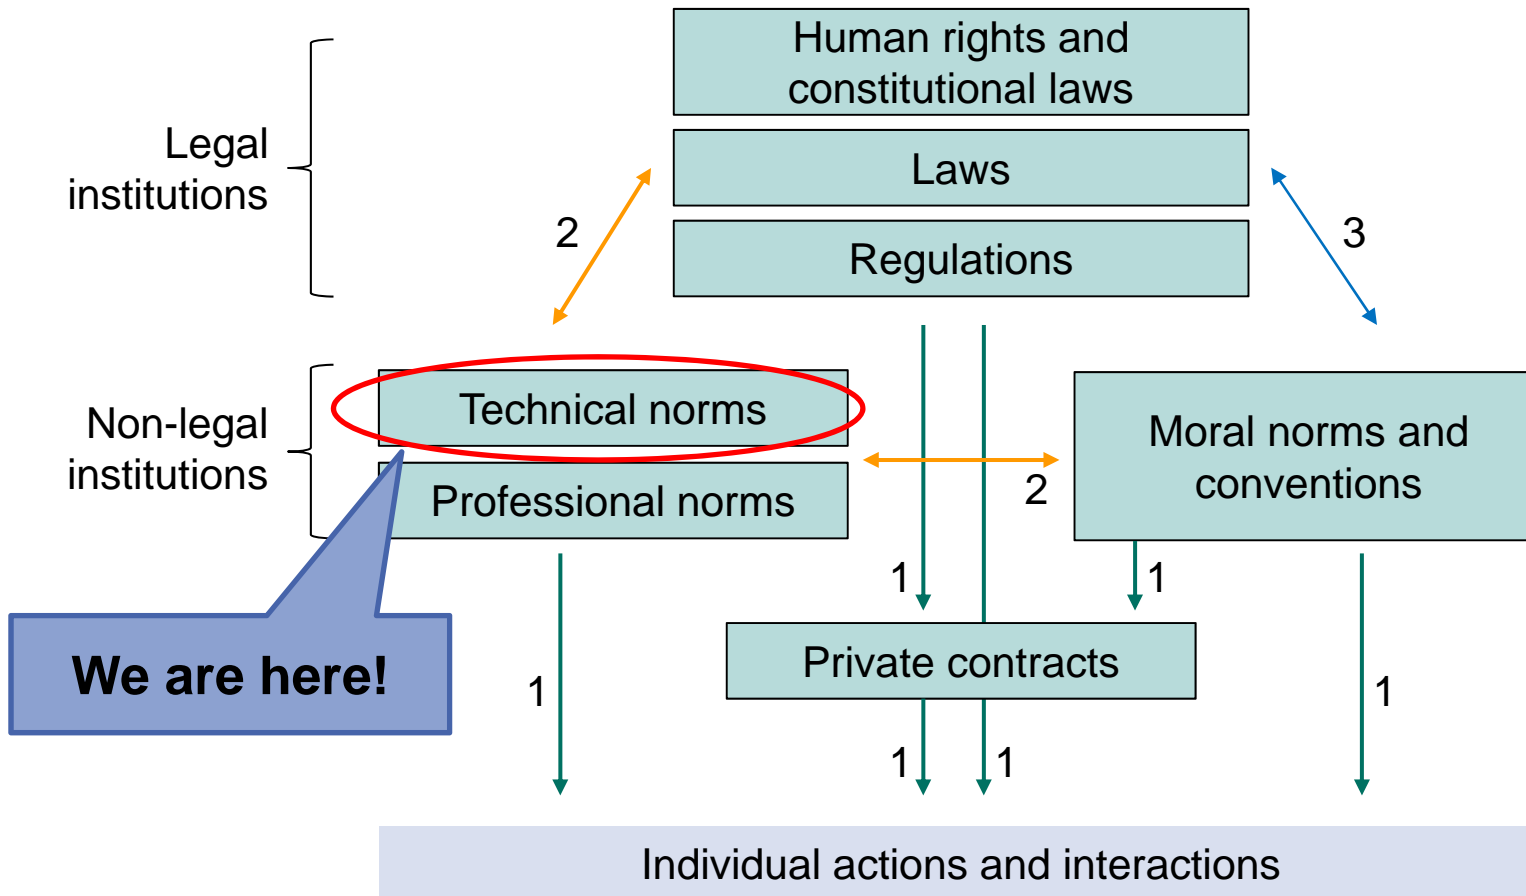 Human rights and
constitutional laws
Legal
institutions
Laws
2
3
Regulations
Non-legal
institutions
Technical norms
Moral norms and
conventions
2
Professional norms
1
1
We are here!
Private contracts
1
1
1
1
Individual actions and interactions